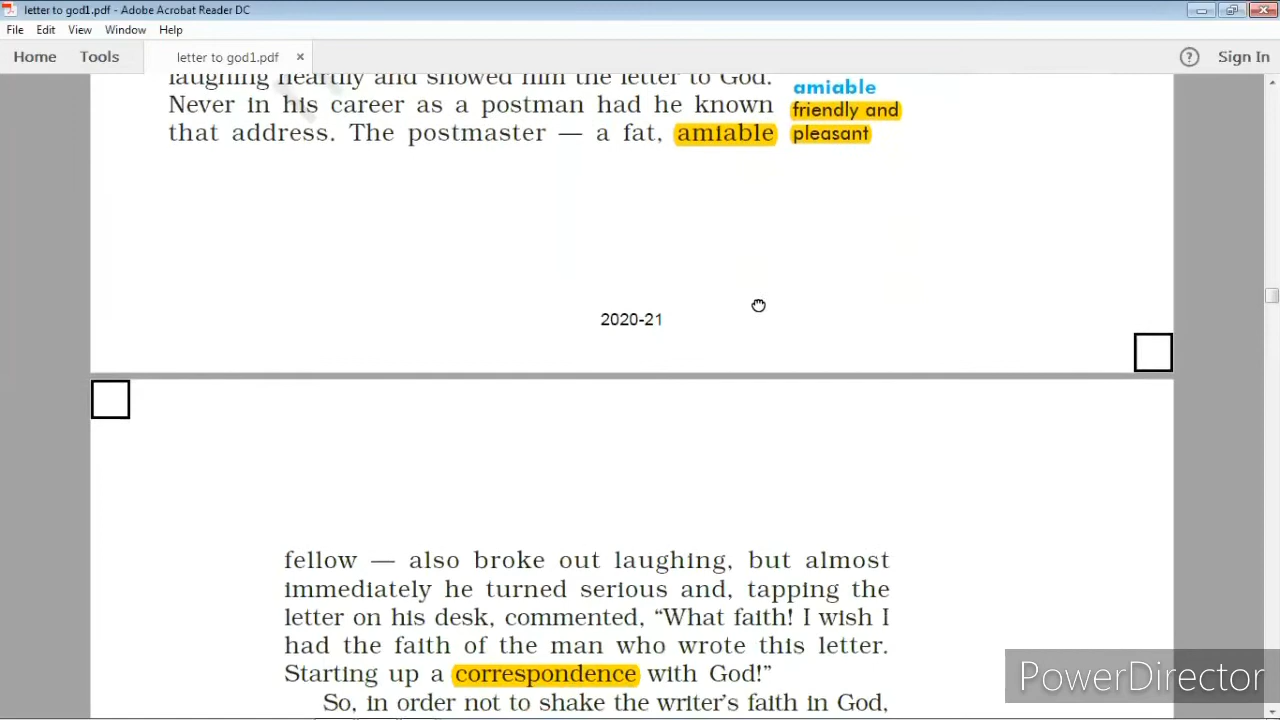 letter to god1.pdf - Adobe Acrobat Reader DC
File Edit View Window Help
Home Tools letter to god1.pdf × ? Sign In
laughing heartily and showed him the letter to God.
Never in his career as a postman had he known
that address. The postmaster — a fat, amiable
amiable
friendly and
pleasant
2020-21
fellow — also broke out laughing, but almost
immediately he turned serious and, tapping the
letter on his desk, commented, “What faith! I wish I
had the faith of the man who wrote this letter.
Starting up a correspondence with God!”
So, in order not to shake the writer’s faith in God,
PowerDirector